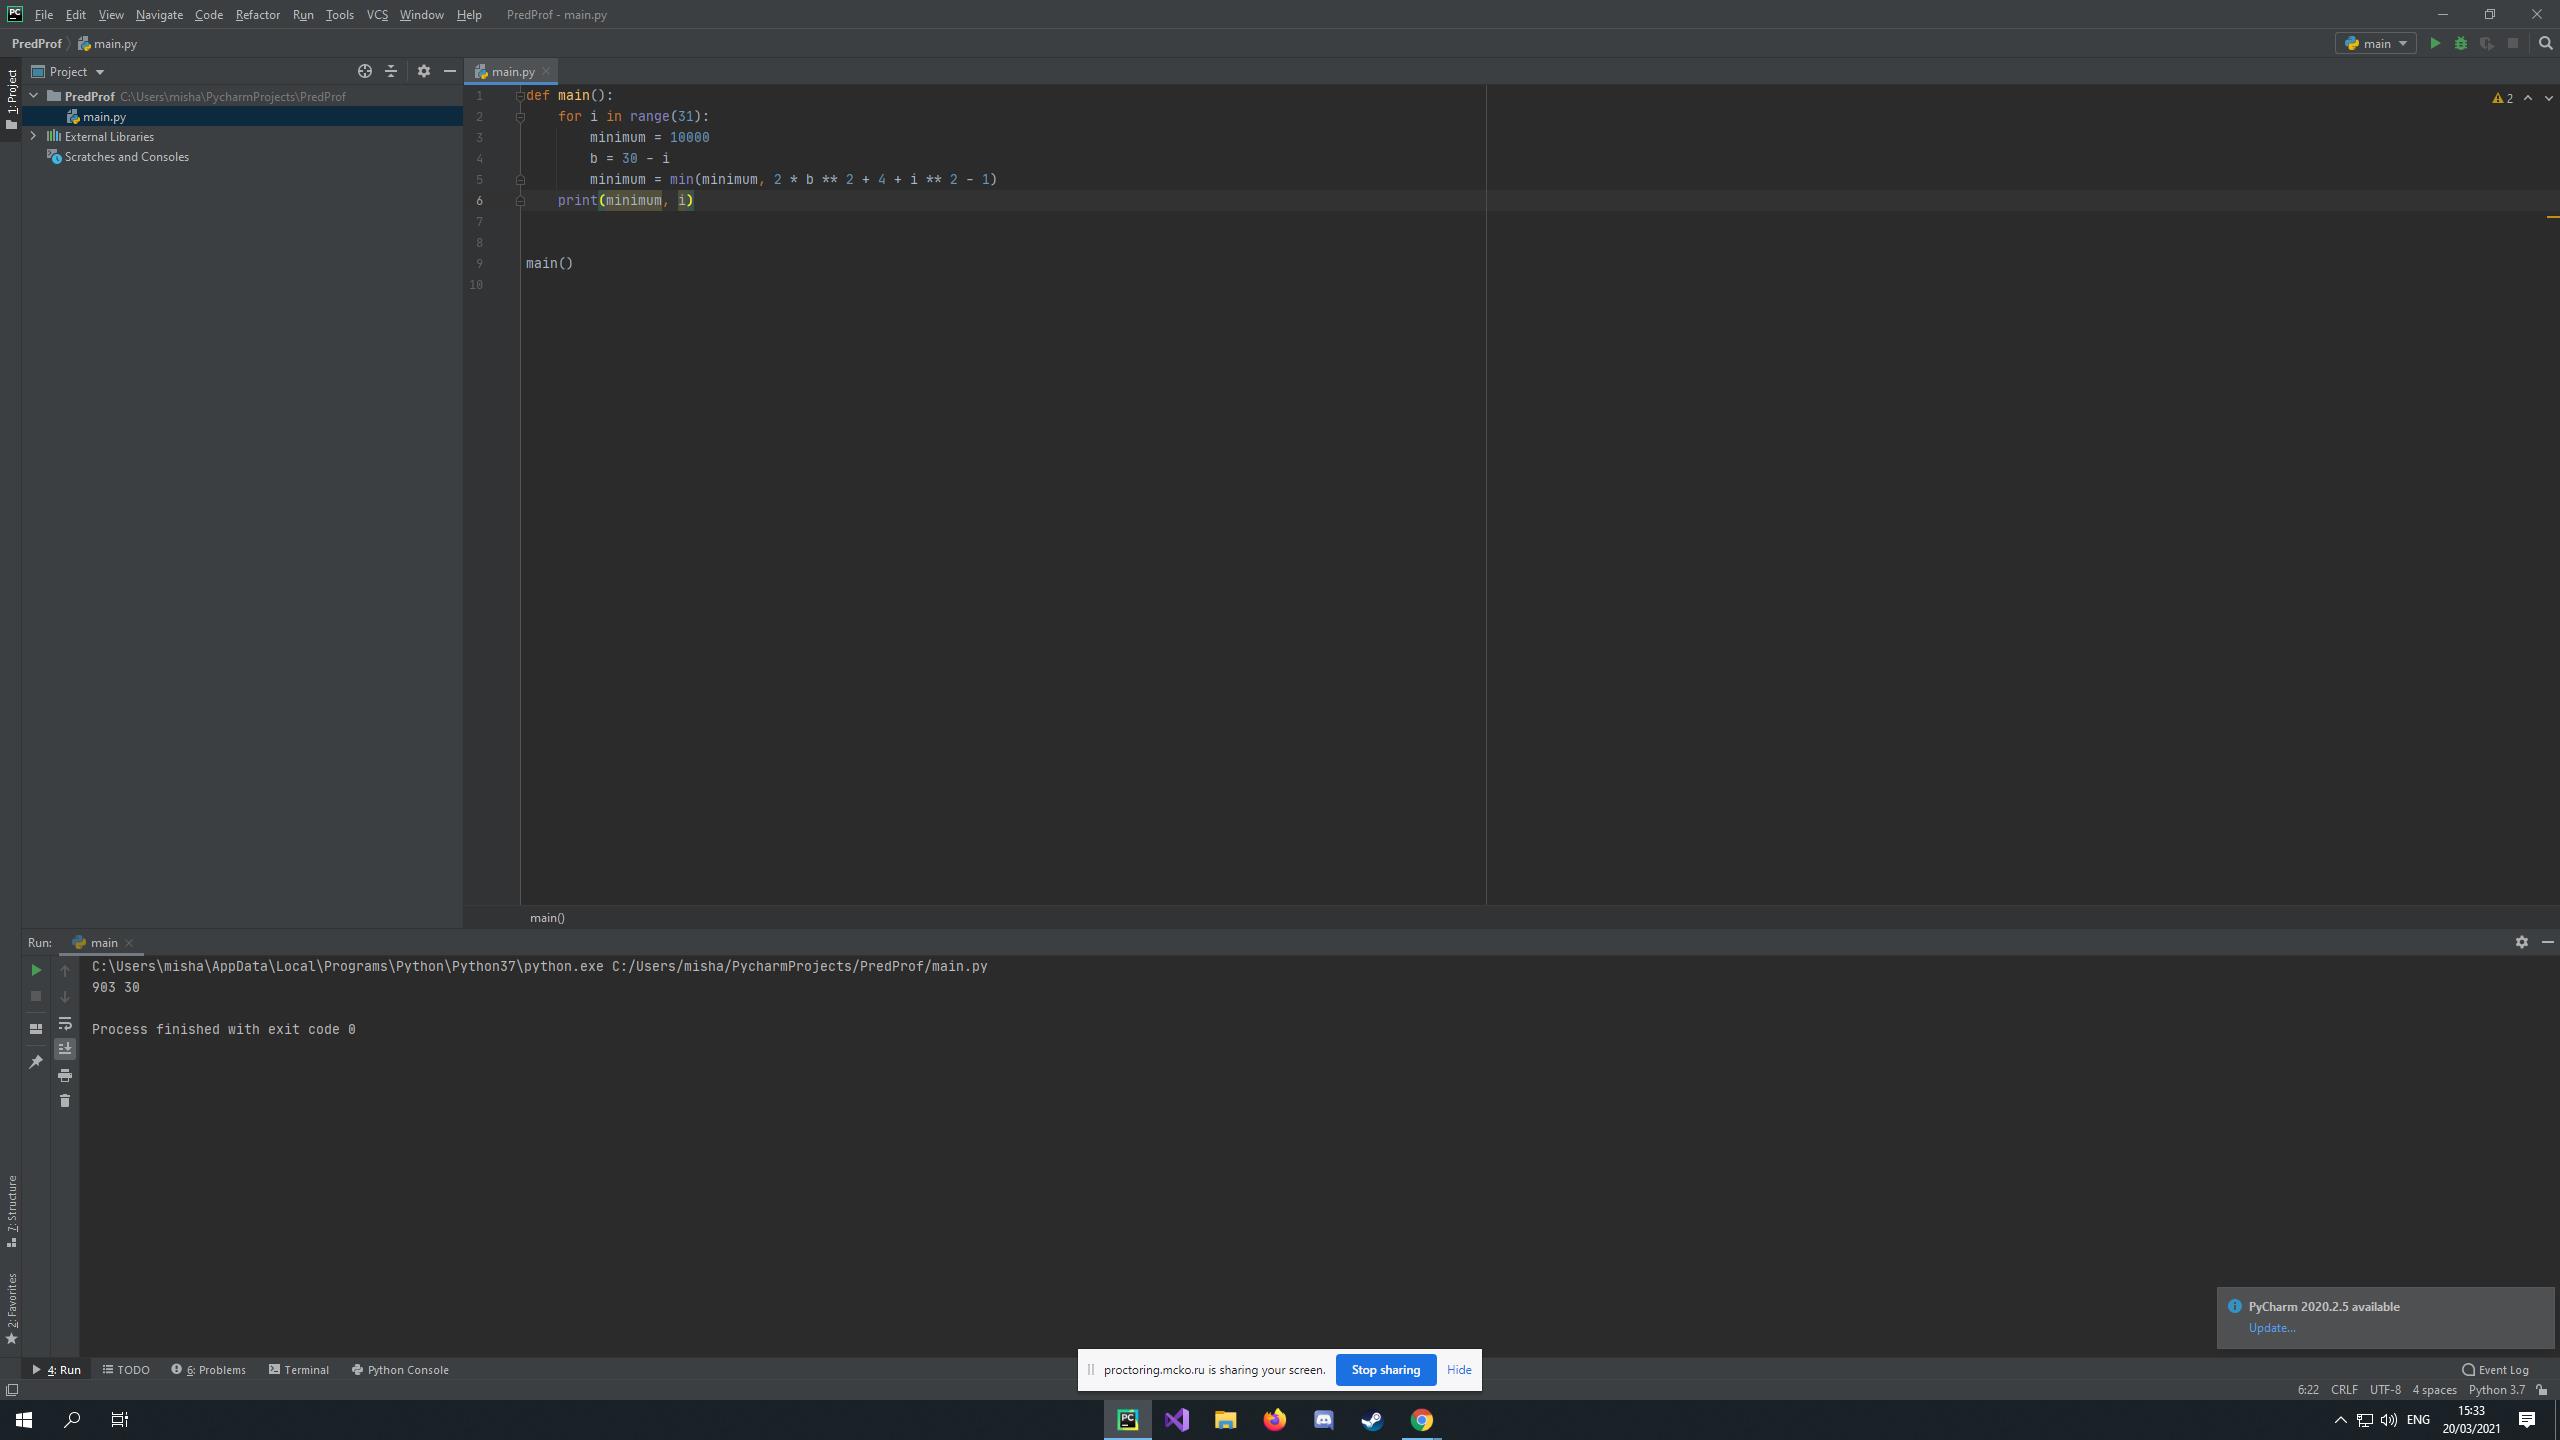 File Edit View Navigate Code Refactor Run Tools VCS Window Help PredProf - main.py
PredProf main.py
main
Project
main.py
PredProf C:\Users\misha\PycharmProjects\PredProf
main.py
External Libraries
Scratches and Consoles
1: Project
7: Structure
2: Favorites
1 def main():
2 for i in range(31):
3 minimum = 10000
4 b = 30 - i
5 minimum = min(minimum, 2 * b ** 2 + 4 + i ** 2 - 1)
6 print(minimum, i)
7
8
9 main()
10
2
main()
Run: main
C:\Users\misha\AppData\Local\Programs\Python\Python37\python.exe C:/Users/misha/PycharmProjects/PredProf/main.py
903 30
Process finished with exit code 0
PyCharm 2020.2.5 available
Update...
4: Run TODO 6: Problems Terminal Python Console
proctoring.mcko.ru is sharing your screen. Stop sharing Hide
Event Log
6:22 CRLF UTF-8 4 spaces Python 3.7
PC
ENG
15:33
20/03/2021